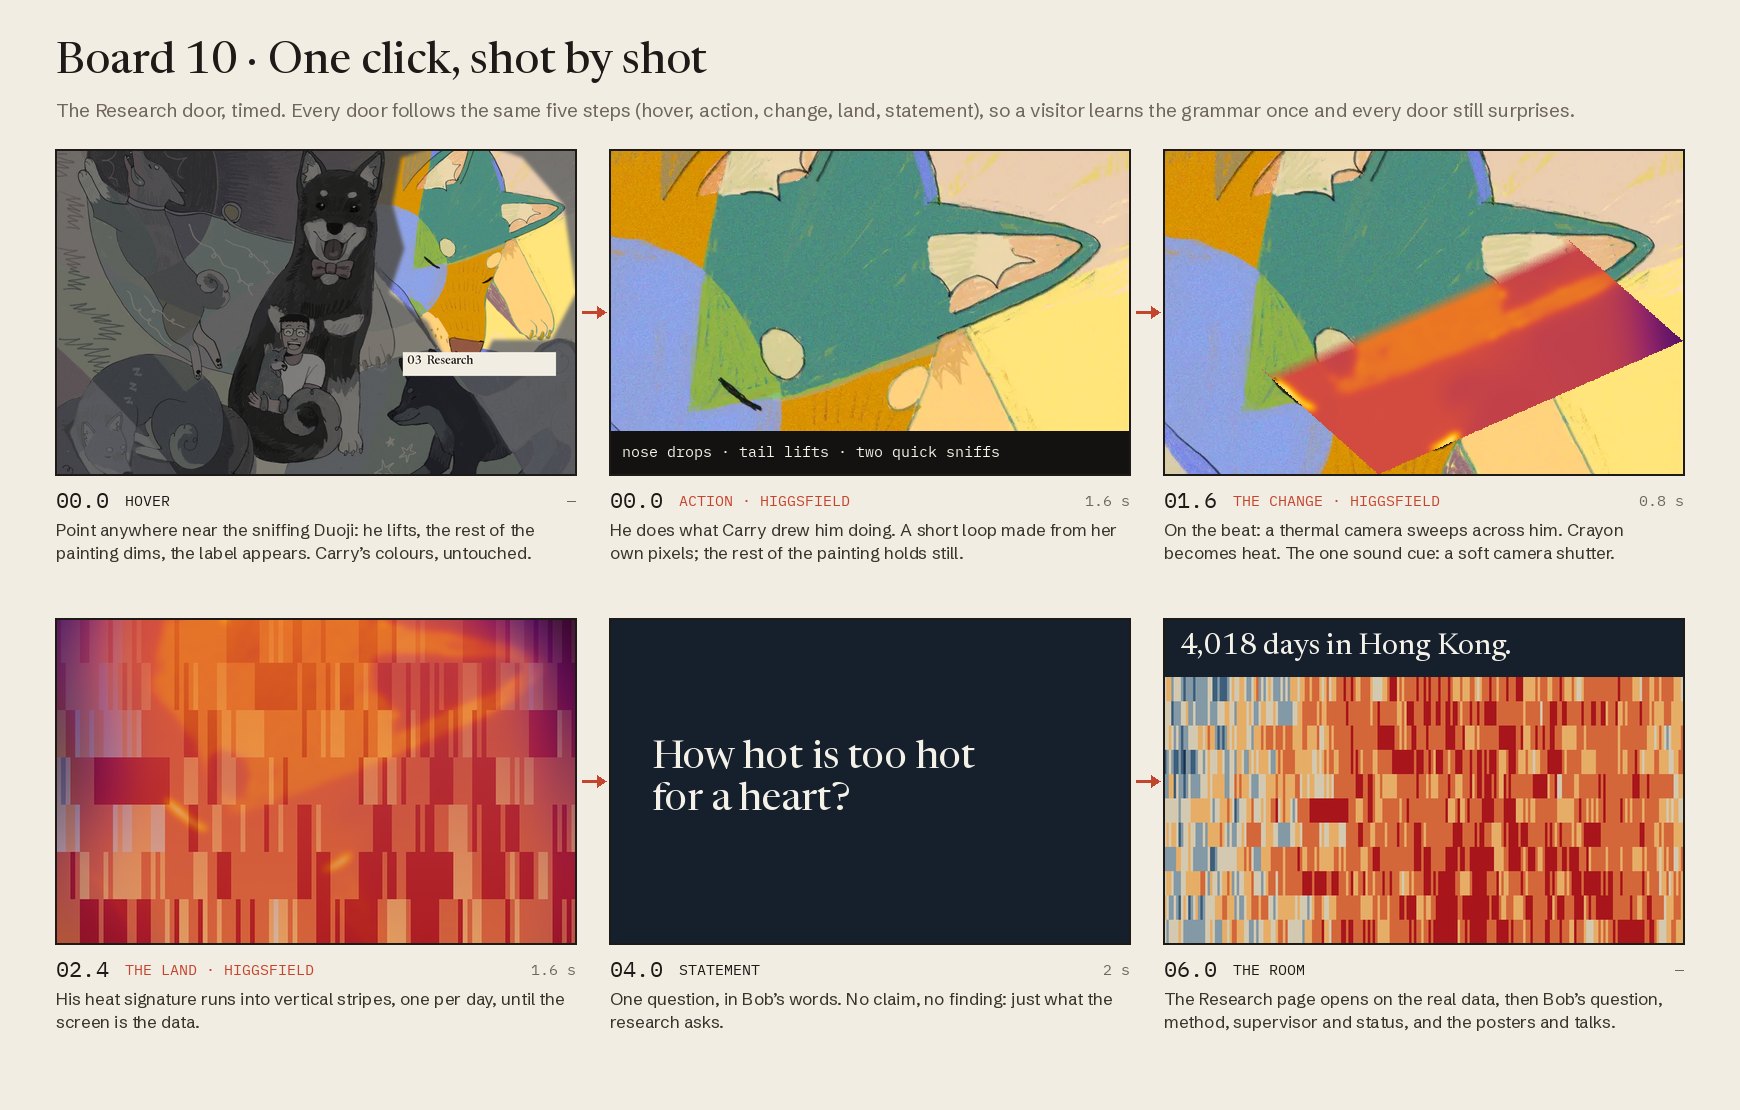 Board 10 · One click, shot by shot
The Research door, timed. Every door follows the same five steps (hover, action, change, land, statement), so a visitor learns the grammar once and every door still surprises.
03 Research
nose drops · tail lifts · two quick sniffs
00.0 HOVER —
Point anywhere near the sniffing Duoji: he lifts, the rest of the
painting dims, the label appears. Carry’s colours, untouched.
00.0 ACTION · HIGGSFIELD 1.6 s
He does what Carry drew him doing. A short loop made from her
own pixels; the rest of the painting holds still.
01.6 THE CHANGE · HIGGSFIELD 0.8 s
On the beat: a thermal camera sweeps across him. Crayon
becomes heat. The one sound cue: a soft camera shutter.
How hot is too hot
for a heart?
4,018 days in Hong Kong.
02.4 THE LAND · HIGGSFIELD 1.6 s
His heat signature runs into vertical stripes, one per day, until the
screen is the data.
04.0 STATEMENT 2 s
One question, in Bob’s words. No claim, no finding: just what the
research asks.
06.0 THE ROOM —
The Research page opens on the real data, then Bob’s question,
method, supervisor and status, and the posters and talks.